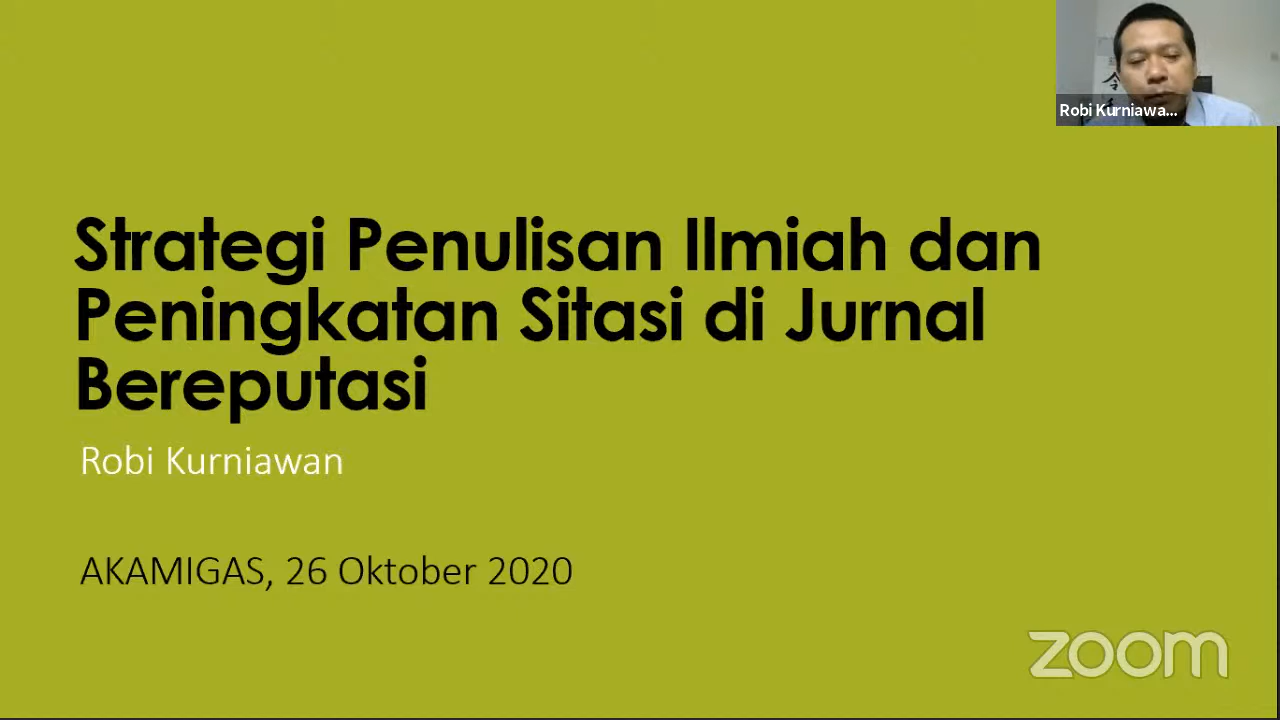 Robi Kurniawa...
Strategi Penulisan Ilmiah dan
Peningkatan Sitasi di Jurnal
Bereputasi
Robi Kurniawan
AKAMIGAS, 26 Oktober 2020
zoom